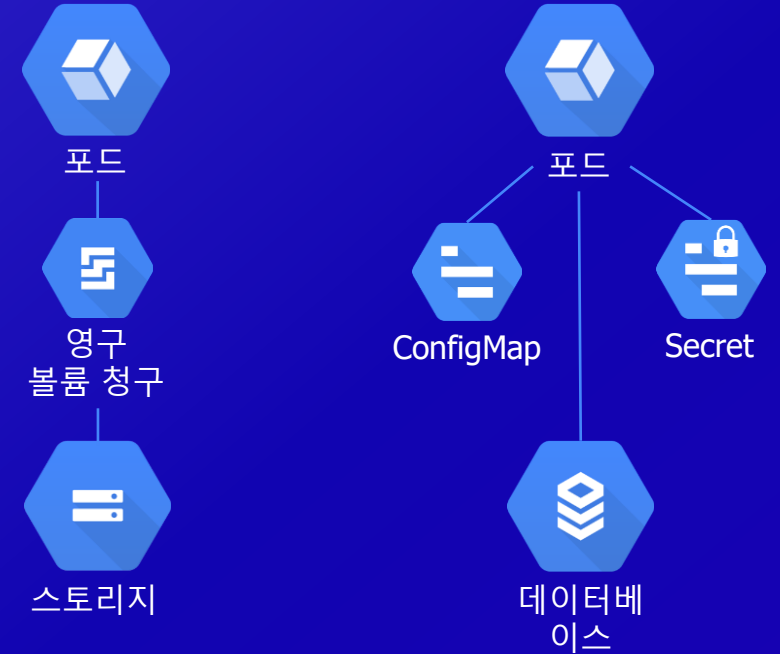 포드
영구
볼륨 청구
스토리지
포드
ConfigMap
Secret
데이터베
이스